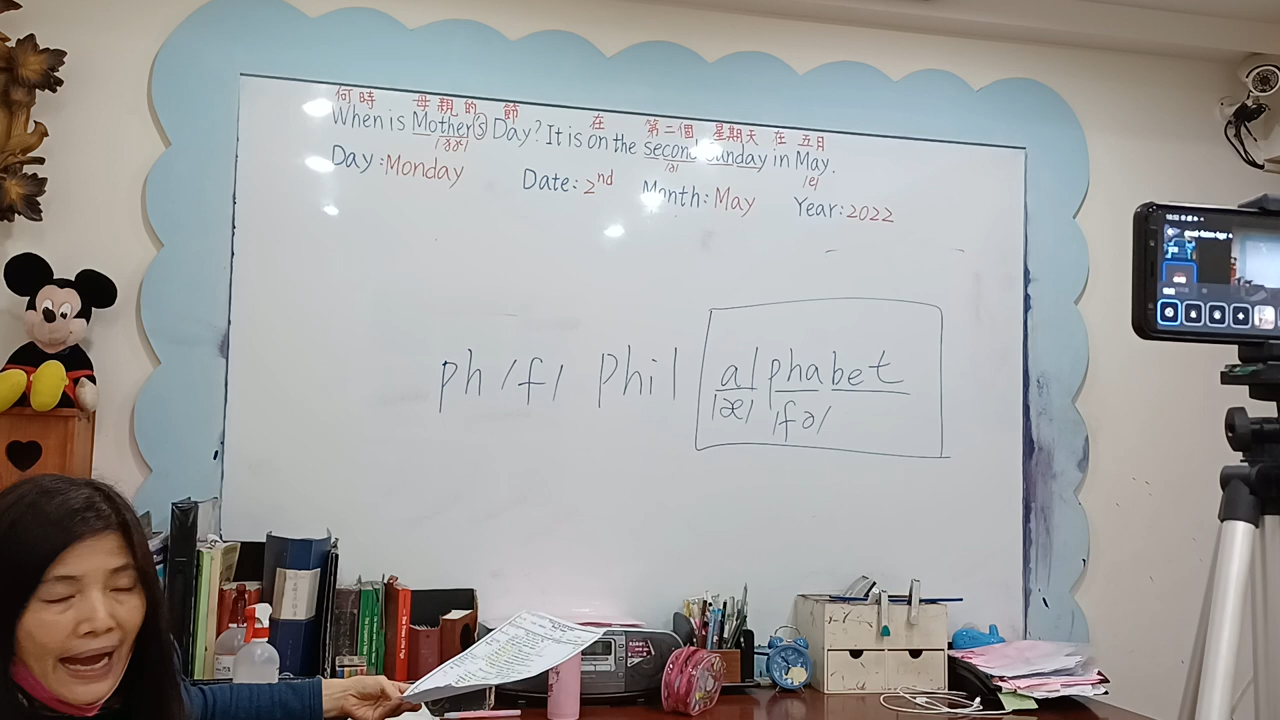 何時 母親的 節 在 第二個 星期天 在 五月
When is Mother's Day? It is on the second Sunday in May.
/ə/ /e/
Day: Monday Date: 2nd Month: May Year: 2022
ph /f/ Phil alphabet
/æ/ /fə/